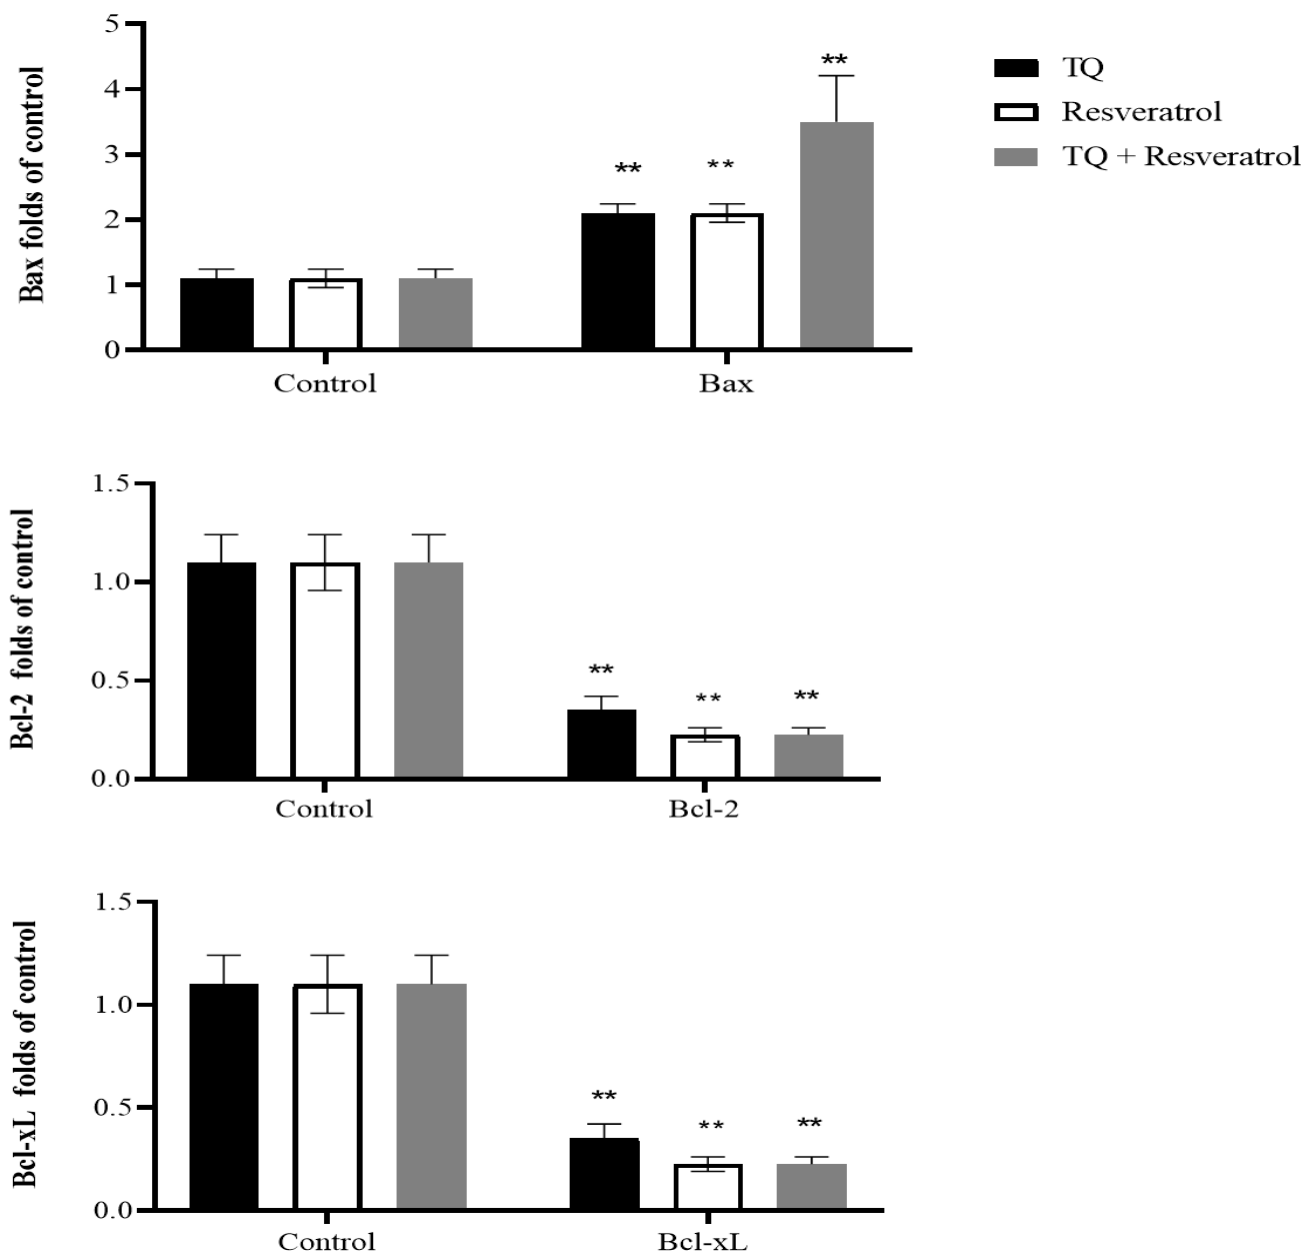 Bax folds of control
5
4
3
2
1
0
**
**
**
Control
Bax
TQ
Resveratrol
TQ + Resveratrol
Bcl-2 folds of control
1.5
1.0
0.5
0.0
**
**
**
Control
Bcl-2
Bcl-xL folds of control
1.5
1.0
0.5
0.0
**
**
**
Control
Bcl-xL